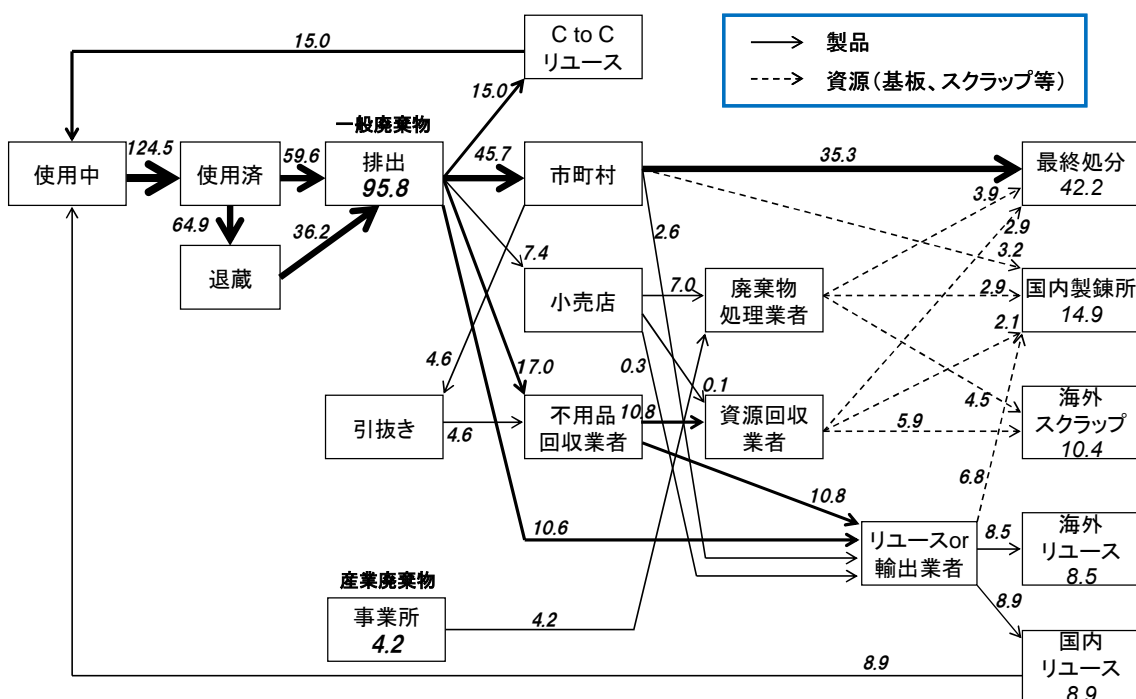 15.0
C to C
リユース
製品
資源(基板、スクラップ等)
15.0
一般廃棄物
使用中
124.5
使用済
59.6
排出
95.8
45.7
市町村
35.3
最終処分
42.2
64.9
36.2
退蔵
7.4
2.6
3.9
2.9
3.2
小売店
7.0
廃棄物
処理業者
2.9
国内製錬所
14.9
2.1
4.6
17.0
0.3
0.1
引抜き
4.6
不用品
回収業者
10.8
資源回収
業者
4.5
5.9
海外
スクラップ
10.4
6.8
10.8
10.6
リユースor
輸出業者
8.5
海外
リユース
8.5
産業廃棄物
事業所
4.2
4.2
8.9
8.9
国内
リユース
8.9